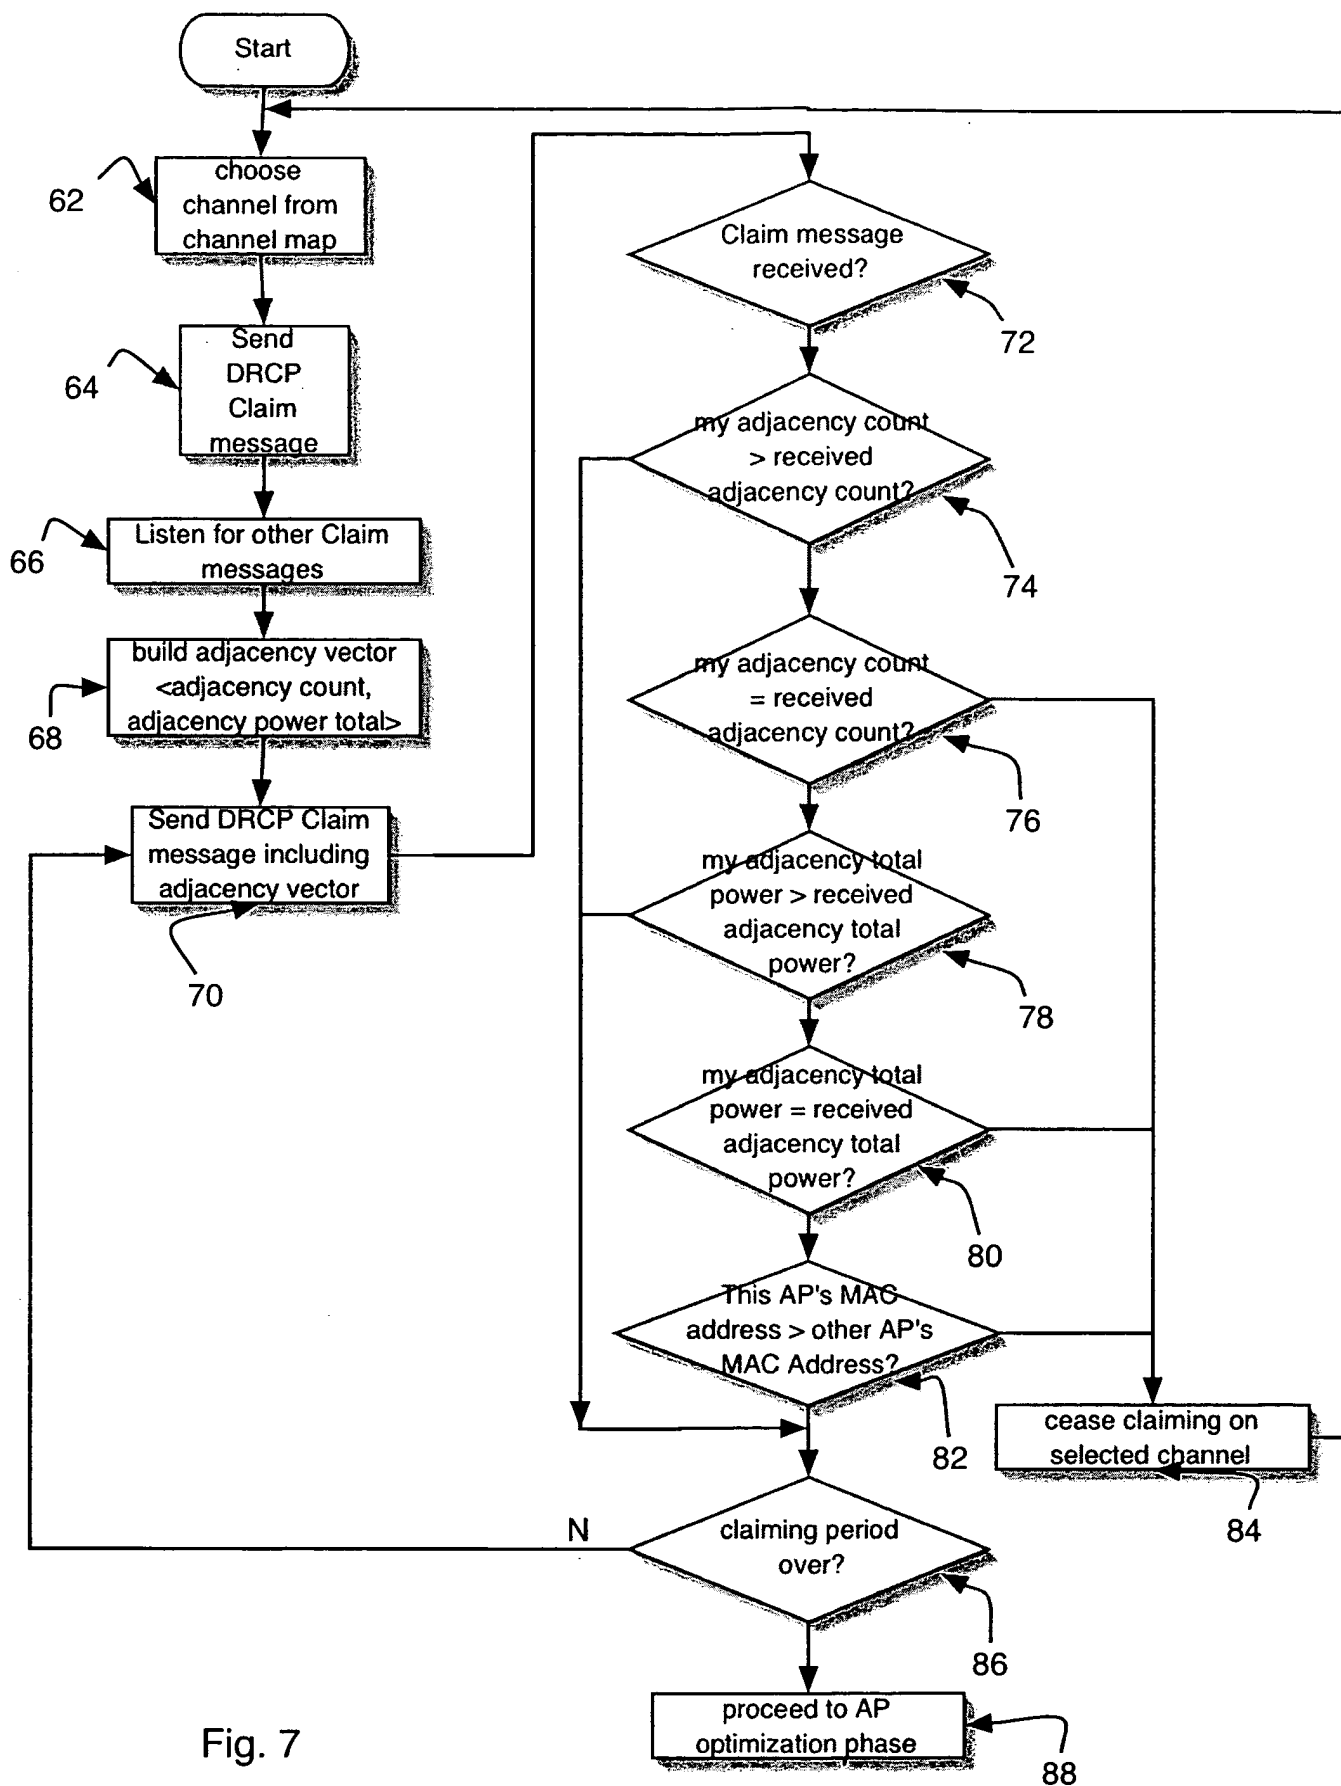 Start
choose
channel from
channel map
62
Send
DRCP
Claim
message
64
Listen for other Claim
messages
66
build adjacency vector
<adjacency count,
adjacency power total>
68
Send DRCP Claim
message including
adjacency vector
70
Claim message
received?
72
my adjacency count
> received
adjacency count?
74
my adjacency count
= received
adjacency count?
76
my adjacency total
power > received
adjacency total
power?
78
my adjacency total
power = received
adjacency total
power?
80
This AP's MAC
address > other AP's
MAC Address?
82
cease claiming on
selected channel
84
N
claiming period
over?
86
proceed to AP
optimization phase
88
Fig. 7